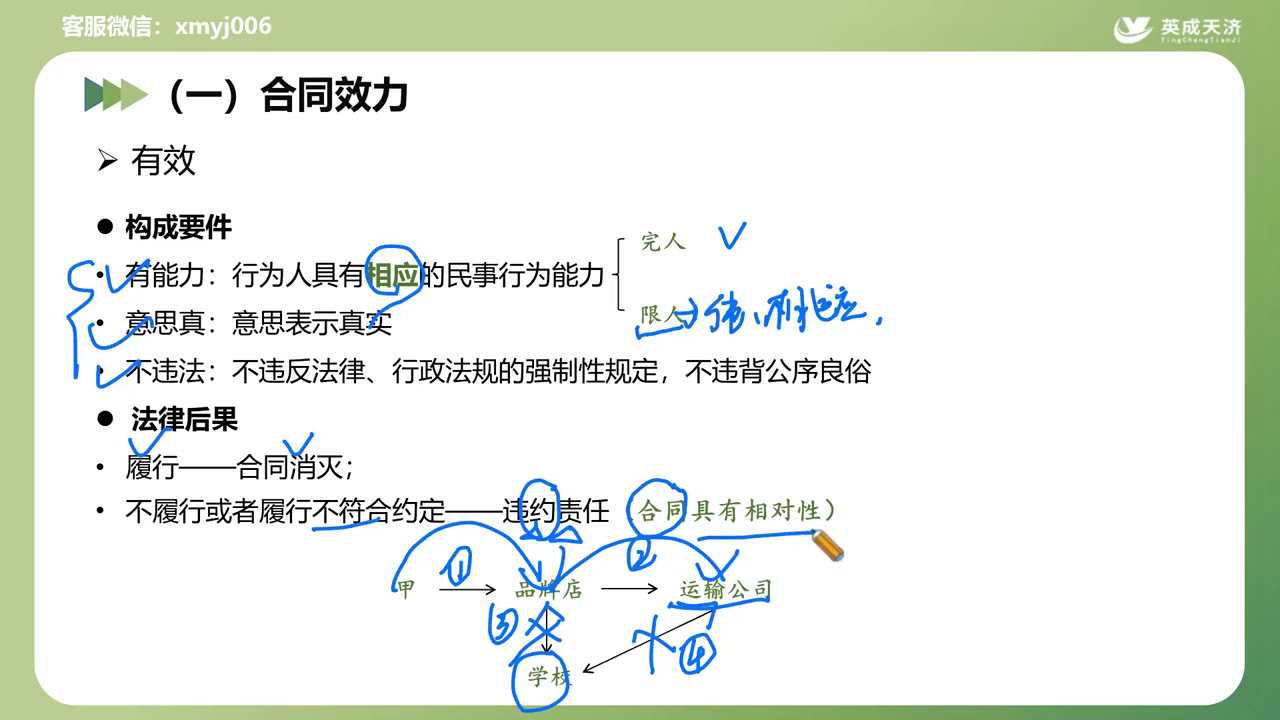 客服微信：xmyj006
英成天济
YingChengTianJi
（一）合同效力
有效
构成要件
有能力：行为人具有相应的民事行为能力
完人
限人
意思真：意思表示真实
不违法：不违反法律、行政法规的强制性规定，不违背公序良俗
法律后果
履行——合同消灭；
不履行或者履行不符合约定——违约责任
合同具有相对性）
甲 ① 品牌店 ② 运输公司
③ ④
学校